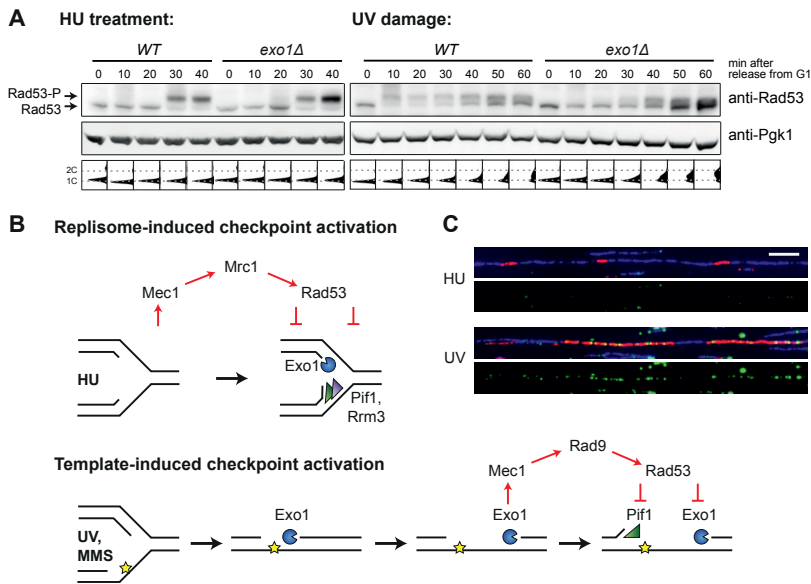 A HU treatment: UV damage:
WT exo1Δ WT exo1Δ
0 10 20 30 40 0 10 20 30 40 0 10 20 30 40 50 60 0 10 20 30 40 50 60 min after
release from G1
Rad53-P
Rad53
anti-Rad53
anti-Pgk1
2C
1C
B Replisome-induced checkpoint activation
Mrc1
Mec1 Rad53
HU
Exo1
Pif1,
Rrm3
C
HU
UV
Template-induced checkpoint activation
Rad9
Mec1 Rad53
Exo1 Exo1 Pif1 Exo1
UV,
MMS